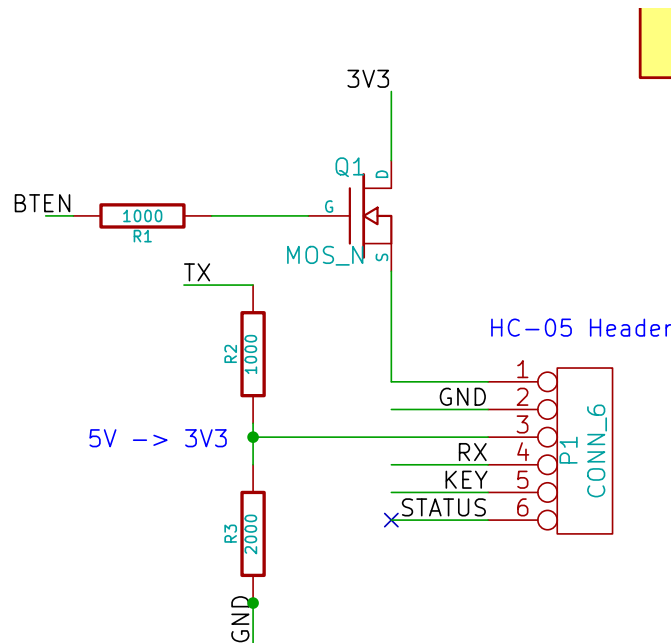 3V3
Q1
D
BTEN
1000
G
R1
MOS_N
S
TX
HC-05 Header
R2
1000
1
GND
2
5V -> 3V3
3
RX
4
KEY
5
STATUS
6
P1
CONN_6
R3
2000
GND